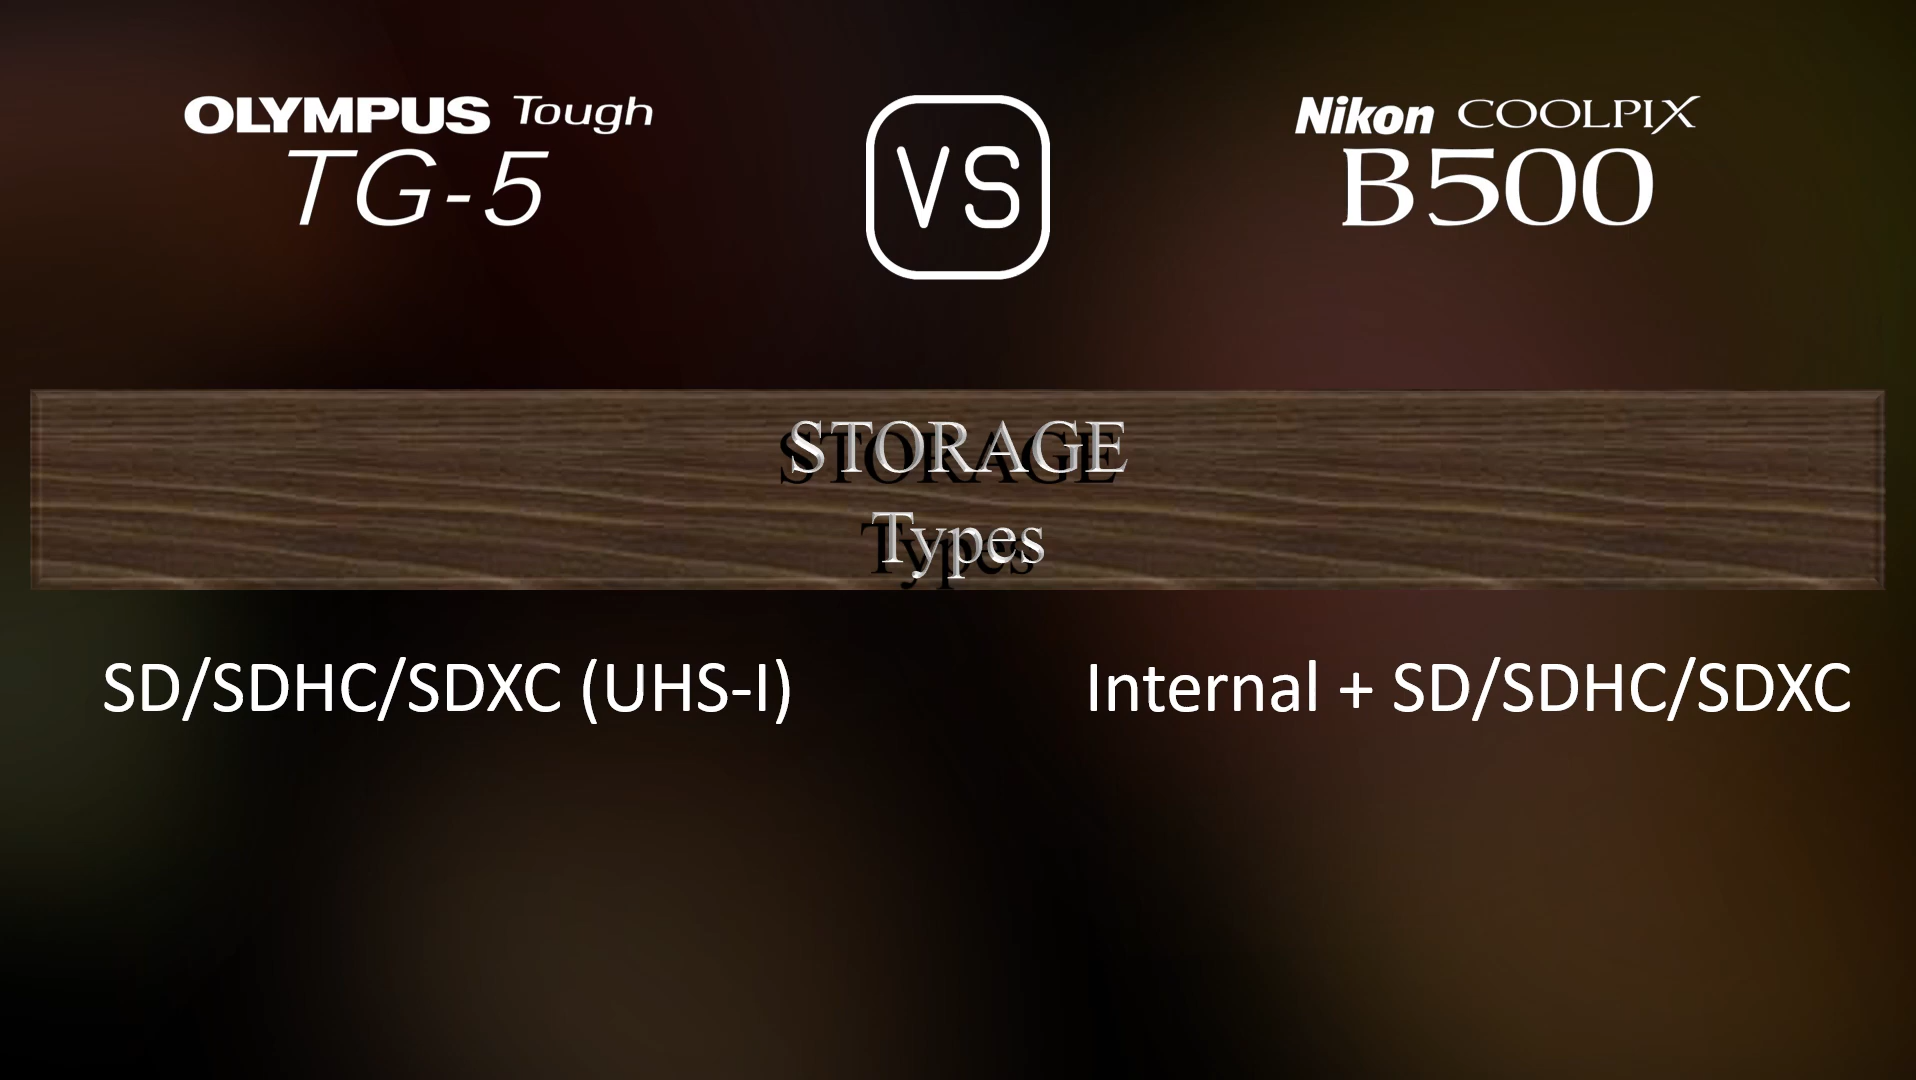 OLYMPUS Tough
TG-5
VS
Nikon COOLPIX
B500
STORAGE
Types
SD/SDHC/SDXC (UHS-I)
Internal + SD/SDHC/SDXC